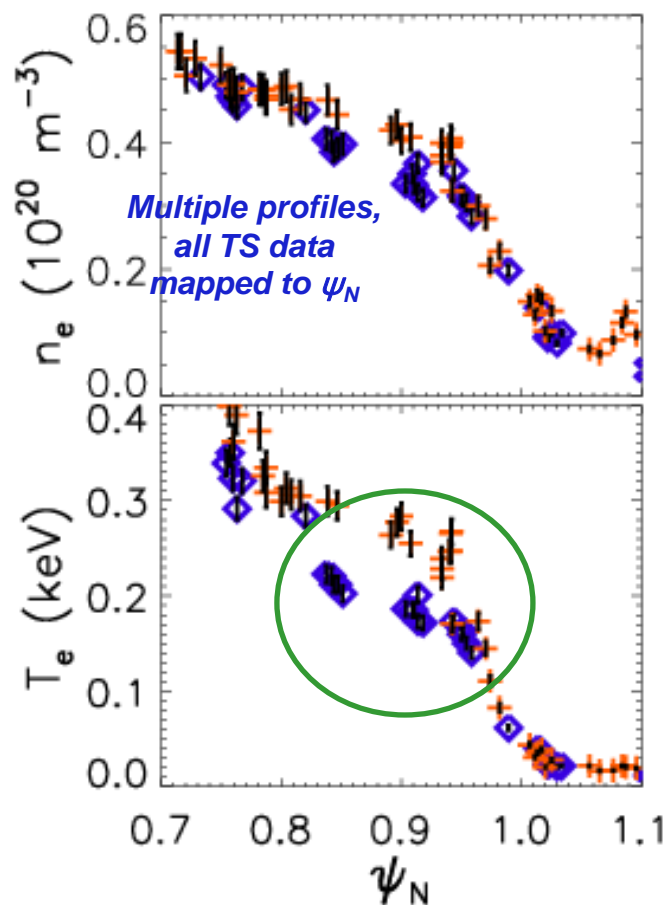 0.6
0.4
0.2
0.0
n_e (10^20 m^−3)
Multiple profiles,
all TS data
mapped to ψ_N
0.4
0.3
0.2
0.1
0.0
T_e (keV)
0.7 0.8 0.9 1.0 1.1
ψ_N